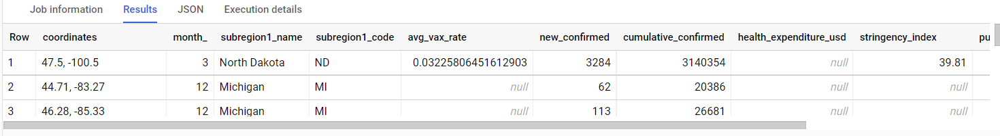 Job information Results JSON Execution details
Row coordinates month_ subregion1_name subregion1_code avg_vax_rate new_confirmed cumulative_confirmed health_expenditure_usd stringency_index pu
1 47.5, -100.5 3 North Dakota ND 0.03225806451612903 3284 3140354 null 39.81
2 44.71, -83.27 12 Michigan MI null 62 20386 null null
3 46.28, -85.33 12 Michigan MI null 113 26681 null null